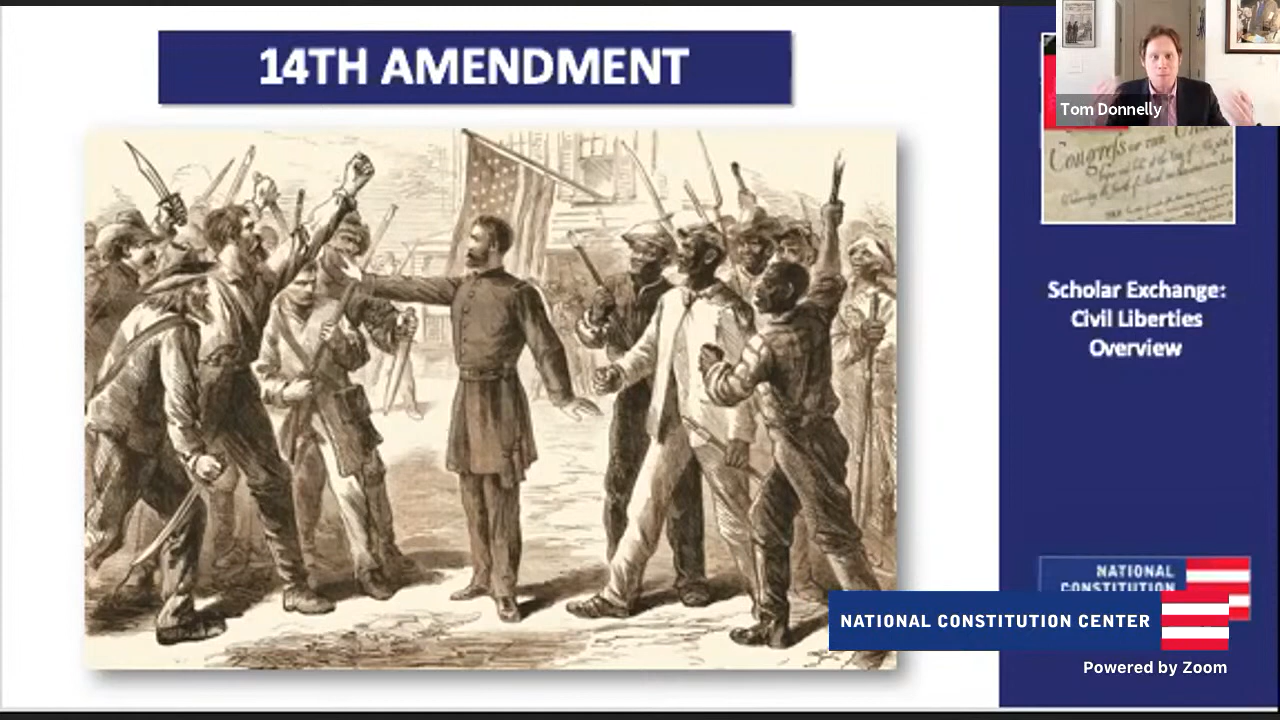 14TH AMENDMENT
Tom Donnelly
Congress OF THE
Scholar Exchange:
Civil Liberties
Overview
NATIONAL
CONSTITUTION
NATIONAL CONSTITUTION CENTER
Powered by Zoom